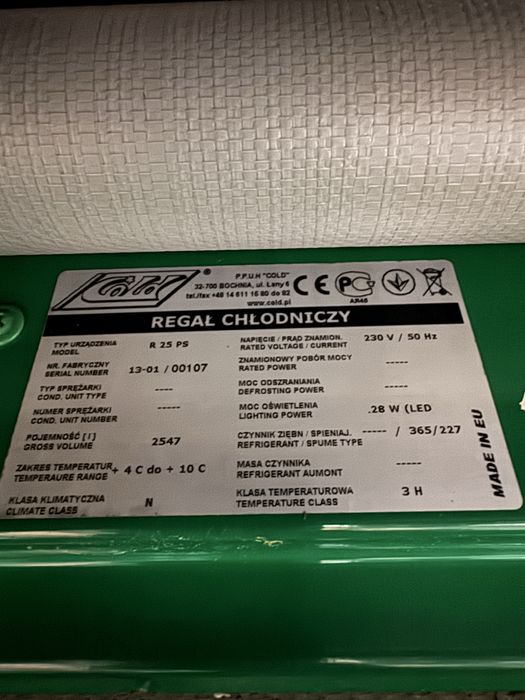 COLD ®
P.P.U.H "COLD"
32-700 BOCHNIA, ul. Łany 6
tel./fax +48 14 611 15 80 do 82
www.cold.pl
CE
AR46
REGAŁ CHŁODNICZY
TYP URZĄDZENIA
MODEL
R 25 PS
NR. FABRYCZNY
SERIAL NUMBER
13-01 / 00107
TYP SPRĘŻARKI
COND. UNIT TYPE
----
NUMER SPRĘŻARKI
COND. UNIT NUMBER
-----
POJEMNOŚĆ [l]
GROSS VOLUME
2547
ZAKRES TEMPERATUR
TEMPERAURE RANGE
+ 4 C do + 10 C
KLASA KLIMATYCZNA
CLIMATE CLASS
N
NAPIĘCIE / PRĄD ZNAMION.
RATED VOLTAGE / CURRENT
230 V / 50 Hz
ZNAMIONOWY POBÓR MOCY
RATED POWER
-----
MOC ODSZRANIANIA
DEFROSTING POWER
-----
MOC OŚWIETLENIA
LIGHTING POWER
.28 W (LED
CZYNNIK ZIĘBN / SPIENIAJ.
REFRIGERANT / SPUME TYPE
----- / 365/227
MASA CZYNNIKA
REFRIGERANT AUMONT
-----
KLASA TEMPERATUROWA
TEMPERATURE CLASS
3 H
MADE IN EU